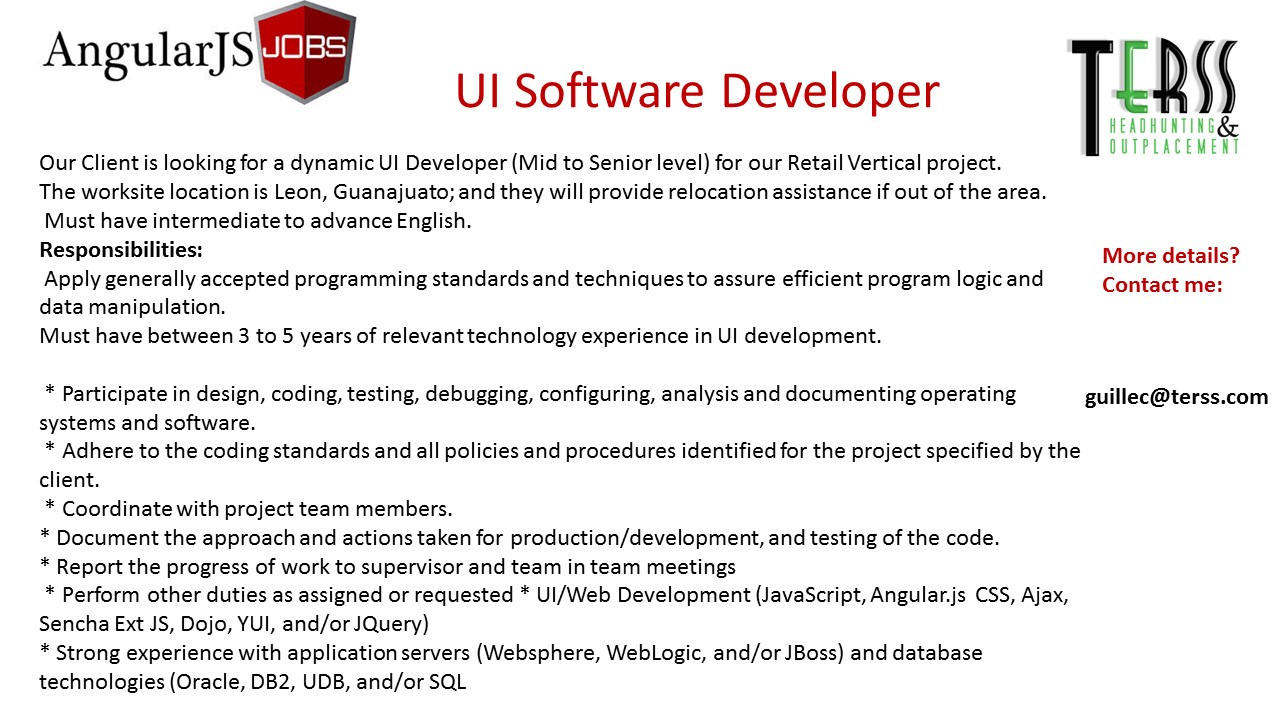 AngularJS JOBS
TERSS
HEADHUNTING &
OUTPLACEMENT
UI Software Developer
Our Client is looking for a dynamic UI Developer (Mid to Senior level) for our Retail Vertical project.
The worksite location is Leon, Guanajuato; and they will provide relocation assistance if out of the area.
Must have intermediate to advance English.
Responsibilities:
Apply generally accepted programming standards and techniques to assure efficient program logic and
data manipulation.
Must have between 3 to 5 years of relevant technology experience in UI development.
* Participate in design, coding, testing, debugging, configuring, analysis and documenting operating
systems and software.
* Adhere to the coding standards and all policies and procedures identified for the project specified by the
client.
* Coordinate with project team members.
* Document the approach and actions taken for production/development, and testing of the code.
* Report the progress of work to supervisor and team in team meetings
* Perform other duties as assigned or requested * UI/Web Development (JavaScript, Angular.js CSS, Ajax,
Sencha Ext JS, Dojo, YUI, and/or JQuery)
* Strong experience with application servers (Websphere, WebLogic, and/or JBoss) and database
technologies (Oracle, DB2, UDB, and/or SQL
More details?
Contact me:
guillec@terss.com